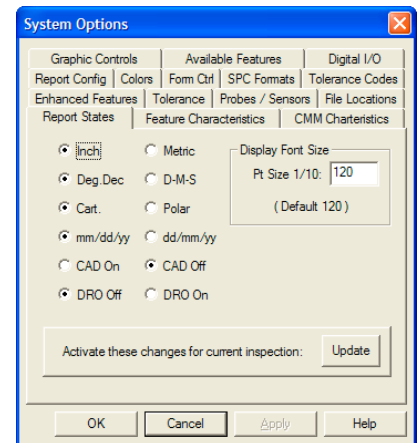 System Options
Graphic Controls Available Features Digital I/O
Report Config Colors Form Ctrl SPC Formats Tolerance Codes
Enhanced Features Tolerance Probes / Sensors File Locations
Report States Feature Characteristics CMM Charteristics
Inch Metric Display Font Size
Deg.Dec D-M-S Pt Size 1/10: 120
Cart. Polar ( Default 120 )
mm/dd/yy dd/mm/yy
CAD On CAD Off
DRO Off DRO On
Activate these changes for current inspection: Update
OK Cancel Apply Help